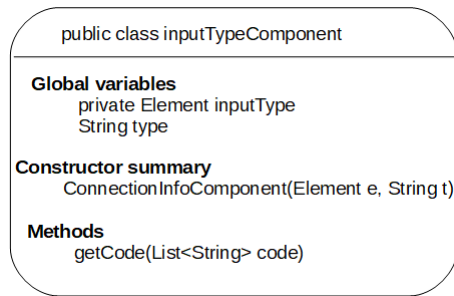 public class inputTypeComponent
Global variables
private Element inputType
String type
Constructor summary
ConnectionInfoComponent(Element e, String t)
Methods
getCode(List<String> code)